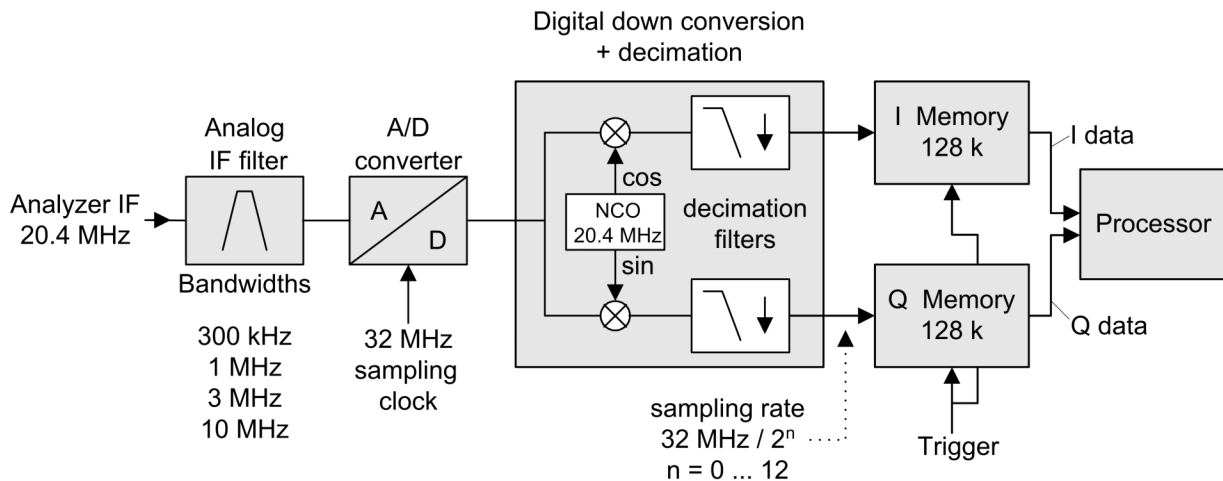 Digital down conversion
+ decimation
Analog
IF filter
A/D
converter
Analyzer IF
20.4 MHz
A
D
cos
NCO
20.4 MHz
sin
decimation
filters
I Memory
128 k
I data
Processor
Q Memory
128 k
Q data
Bandwidths
300 kHz
1 MHz
3 MHz
10 MHz
32 MHz
sampling
clock
sampling rate
32 MHz / 2ⁿ
n = 0 ... 12
Trigger